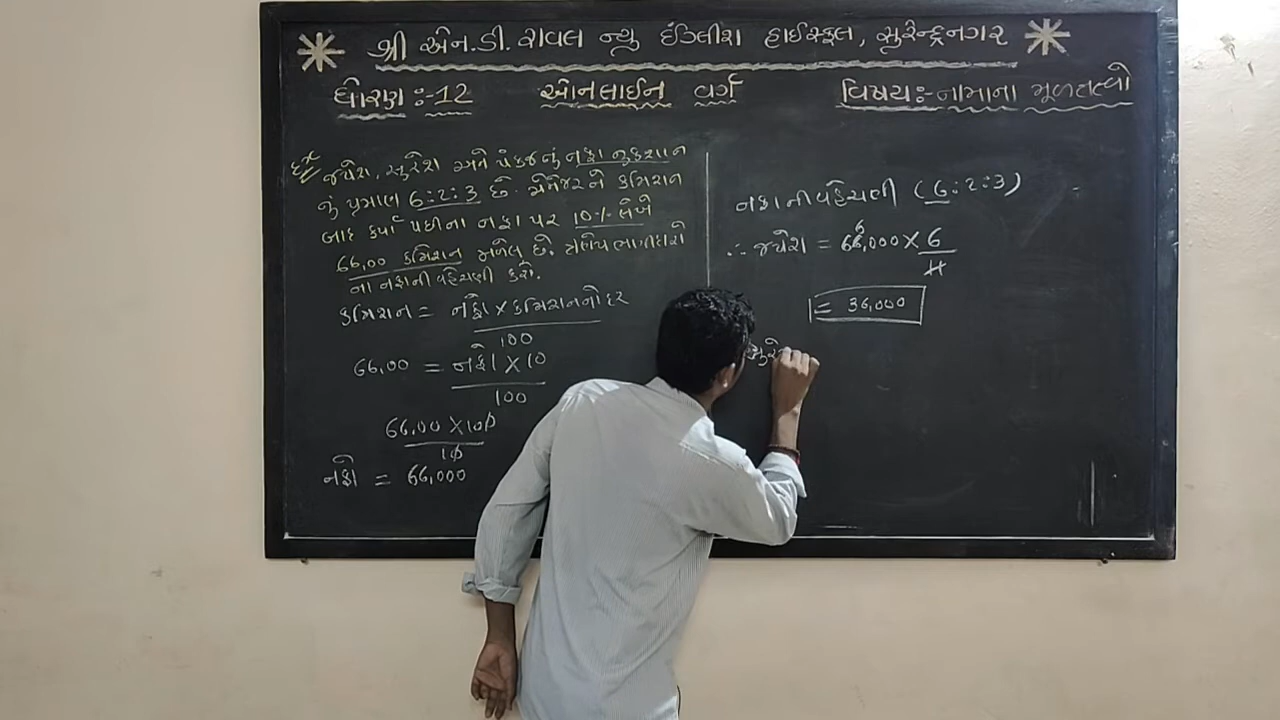 શ્રી એન.ડી. રાવલ ન્યુ ઇંગ્લીશ હાઈસ્કૂલ, સુરેન્દ્રનગર
ધોરણ :- 12 ઓનલાઈન વર્ગ વિષય :- નામાના મૂળતત્વો
જયેશ, સુરેશ અને પંકજનું નફા નુકશાન
નું પ્રમાણ 6:2:3 છે. મેનેજરને કમિશન
બાદ કર્યા પછીના નફા પર 10% લેખે
66,00 કમિશન મળેલ છે. ત્રણેય ભાગીદારો
ના નફાની વહેંચણી કરો.
કમિશન = નફો × કમિશનનો દર
100
66,00 = નફો × 10
100
66,00 × 100
10
નફો = 66,000
નફાની વહેંચણી (6:2:3)
∴ જયેશ = 66,000 × 6
6
11
= 36,000
સુરે